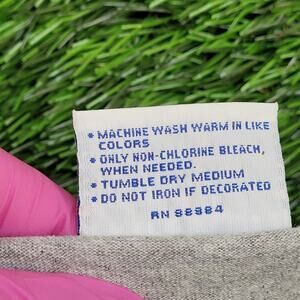 * MACHINE WASH WARM IN LIKE
COLORS
* ONLY NON-CHLORINE BLEACH,
WHEN NEEDED.
* TUMBLE DRY MEDIUM
* DO NOT IRON IF DECORATED
RN 98984